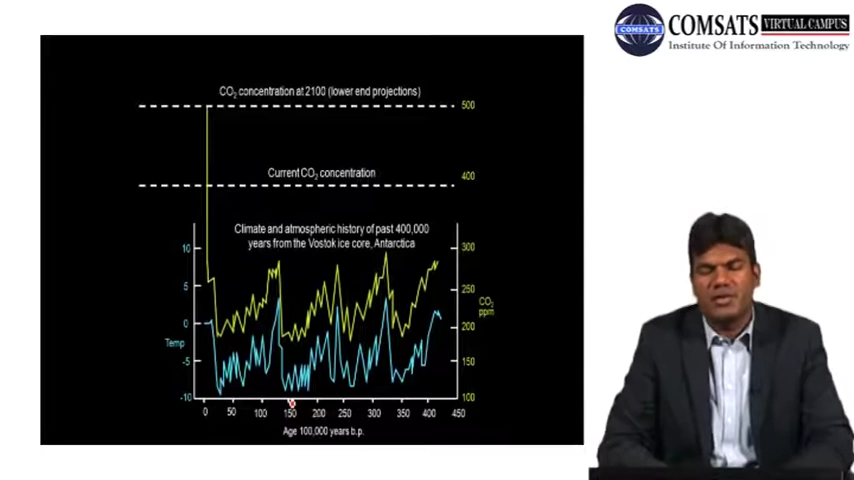 COMSATS
COMSATS VIRTUAL CAMPUS
Institute Of Information Technology
CO2 concentration at 2100 (lower end projections)
500
Current CO2 concentration
400
Climate and atmospheric history of past 400,000
years from the Vostok ice core, Antarctica
10
5
0
Temp
-5
-10
300
250
CO2
ppm
200
150
100
0 50 100 150 200 250 300 350 400 450
Age 100,000 years b.p.